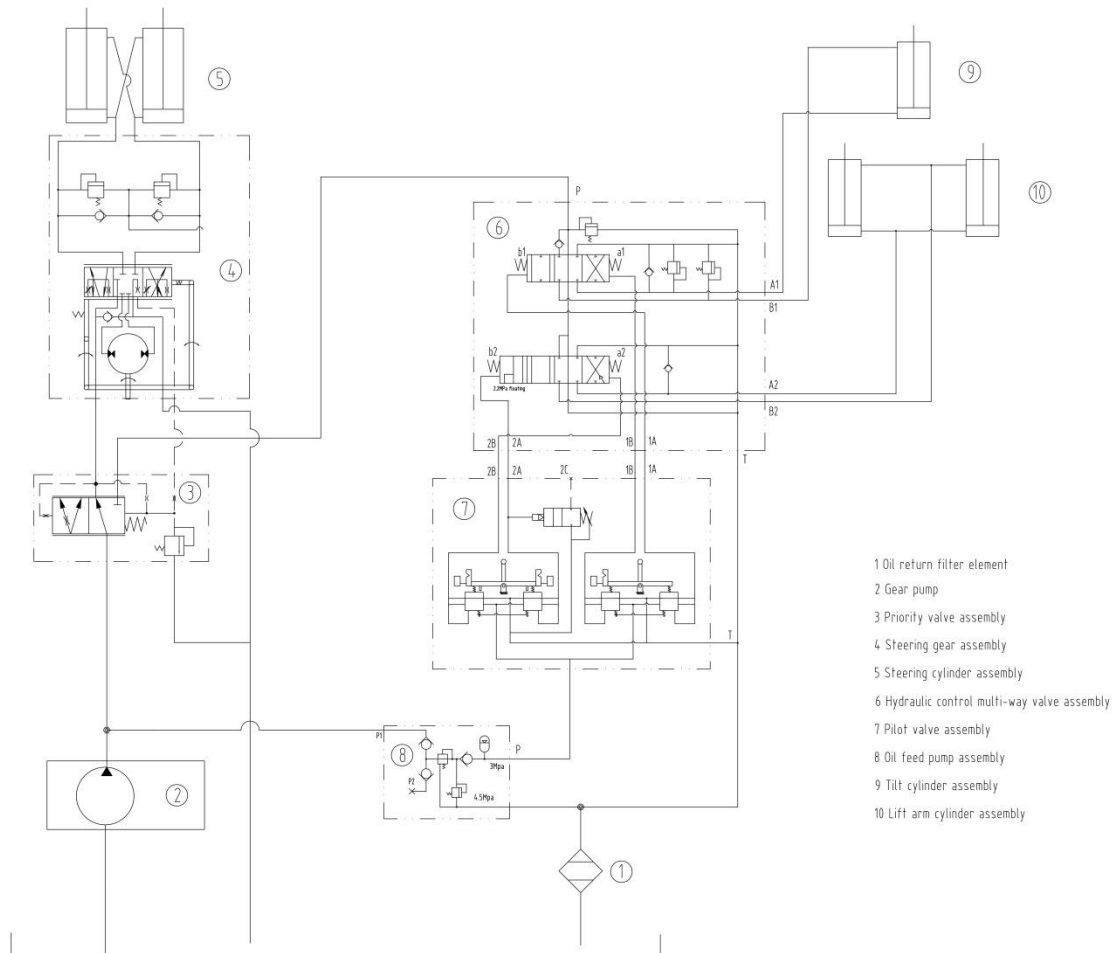 5
9
P
10
6
b1
a1
4
A1
B1
b2
a2
2.2MPa floating
A2
B2
2B
2A
1B
1A
T
2B
2A
2C
1B
1A
3
7
1 Oil return filter element
2 Gear pump
3 Priority valve assembly
4 Steering gear assembly
5 Steering cylinder assembly
6 Hydraulic control multi-way valve assembly
7 Pilot valve assembly
8 Oil feed pump assembly
9 Tilt cylinder assembly
10 Lift arm cylinder assembly
T
P1
8
P
3Mpa
P2
4.5Mpa
2
1